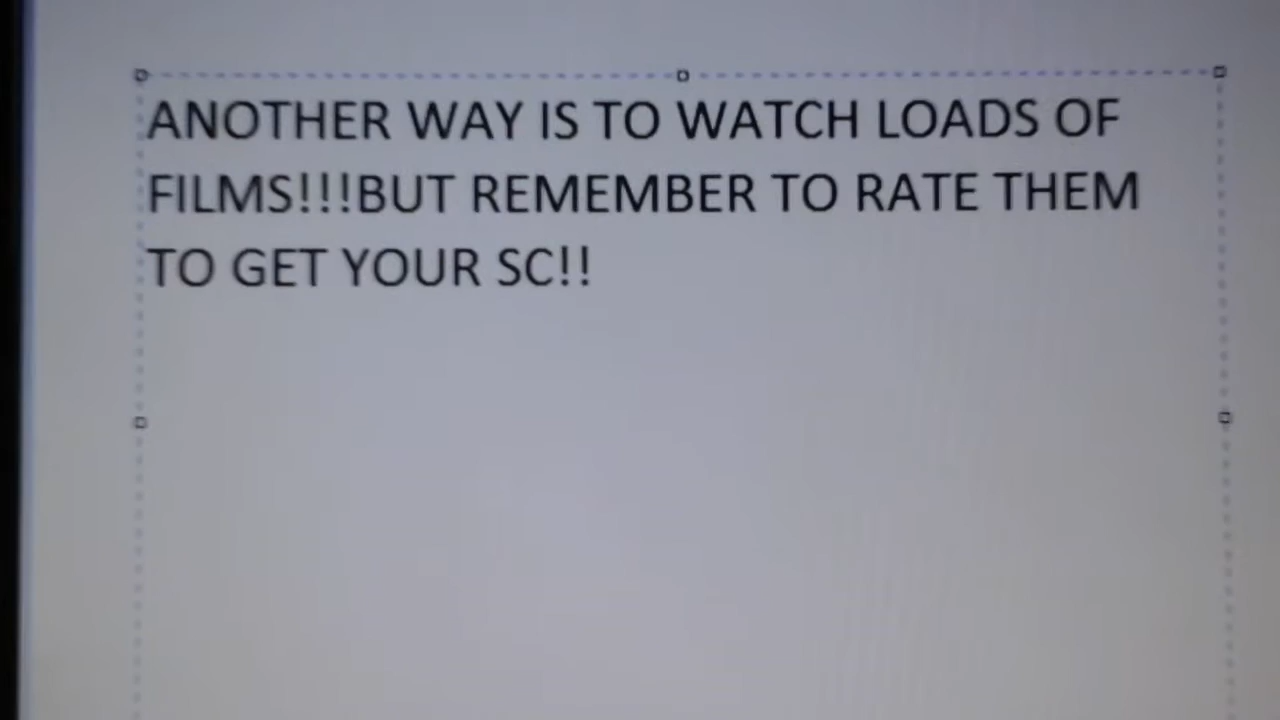 ANOTHER WAY IS TO WATCH LOADS OF
FILMS!!!BUT REMEMBER TO RATE THEM
TO GET YOUR SC!!